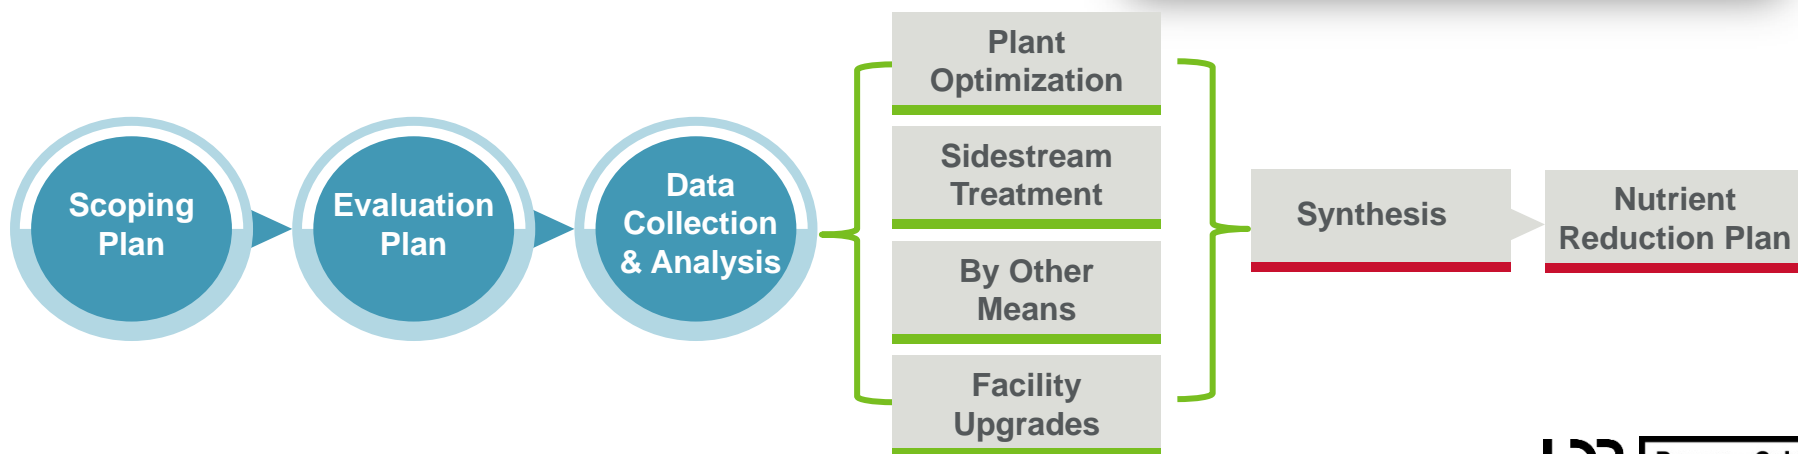 Plant
Optimization
Sidestream
Treatment
By Other
Means
Facility
Upgrades
Scoping
Plan
Evaluation
Plan
Data
Collection
& Analysis
Synthesis
Nutrient
Reduction Plan